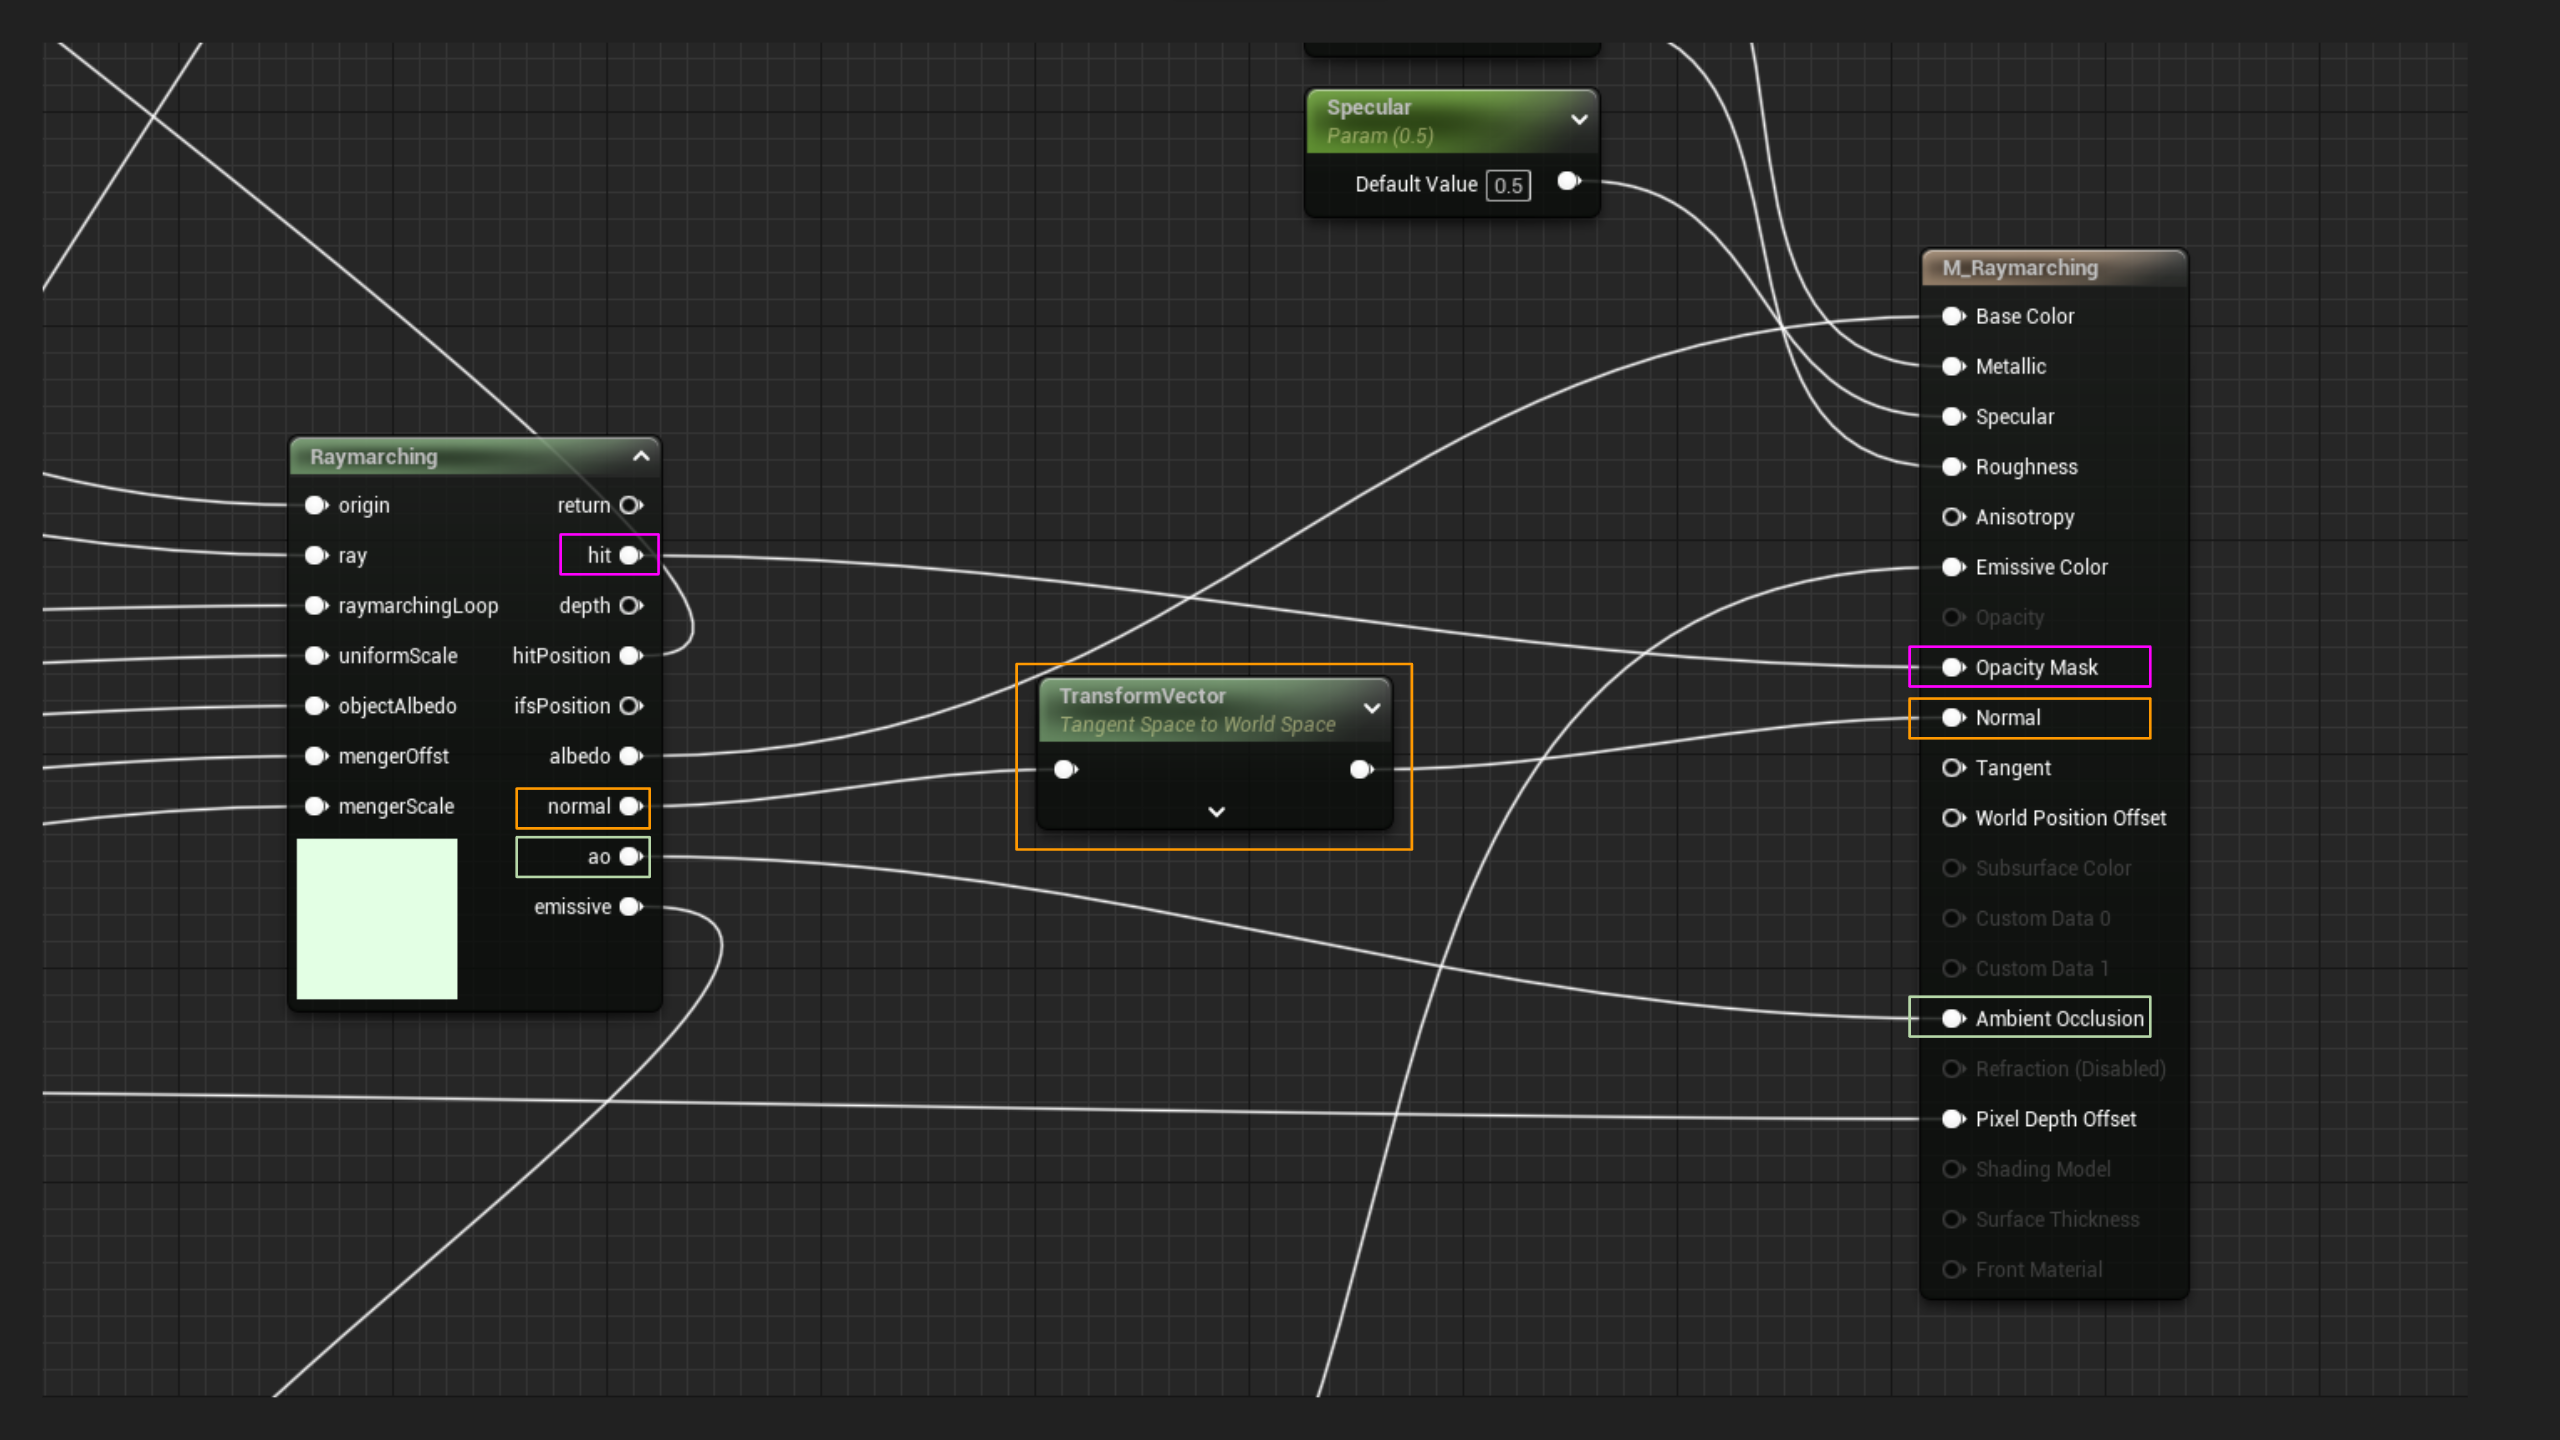 Specular
Param (0.5)
Default Value 0.5
M_Raymarching
Base Color
Metallic
Specular
Roughness
Anisotropy
Emissive Color
Opacity
Opacity Mask
Normal
Tangent
World Position Offset
Subsurface Color
Custom Data 0
Custom Data 1
Ambient Occlusion
Refraction (Disabled)
Pixel Depth Offset
Shading Model
Surface Thickness
Front Material
Raymarching
origin return
ray hit
raymarchingLoop depth
uniformScale hitPosition
objectAlbedo ifsPosition
mengerOffst albedo
mengerScale normal
ao
emissive
TransformVector
Tangent Space to World Space